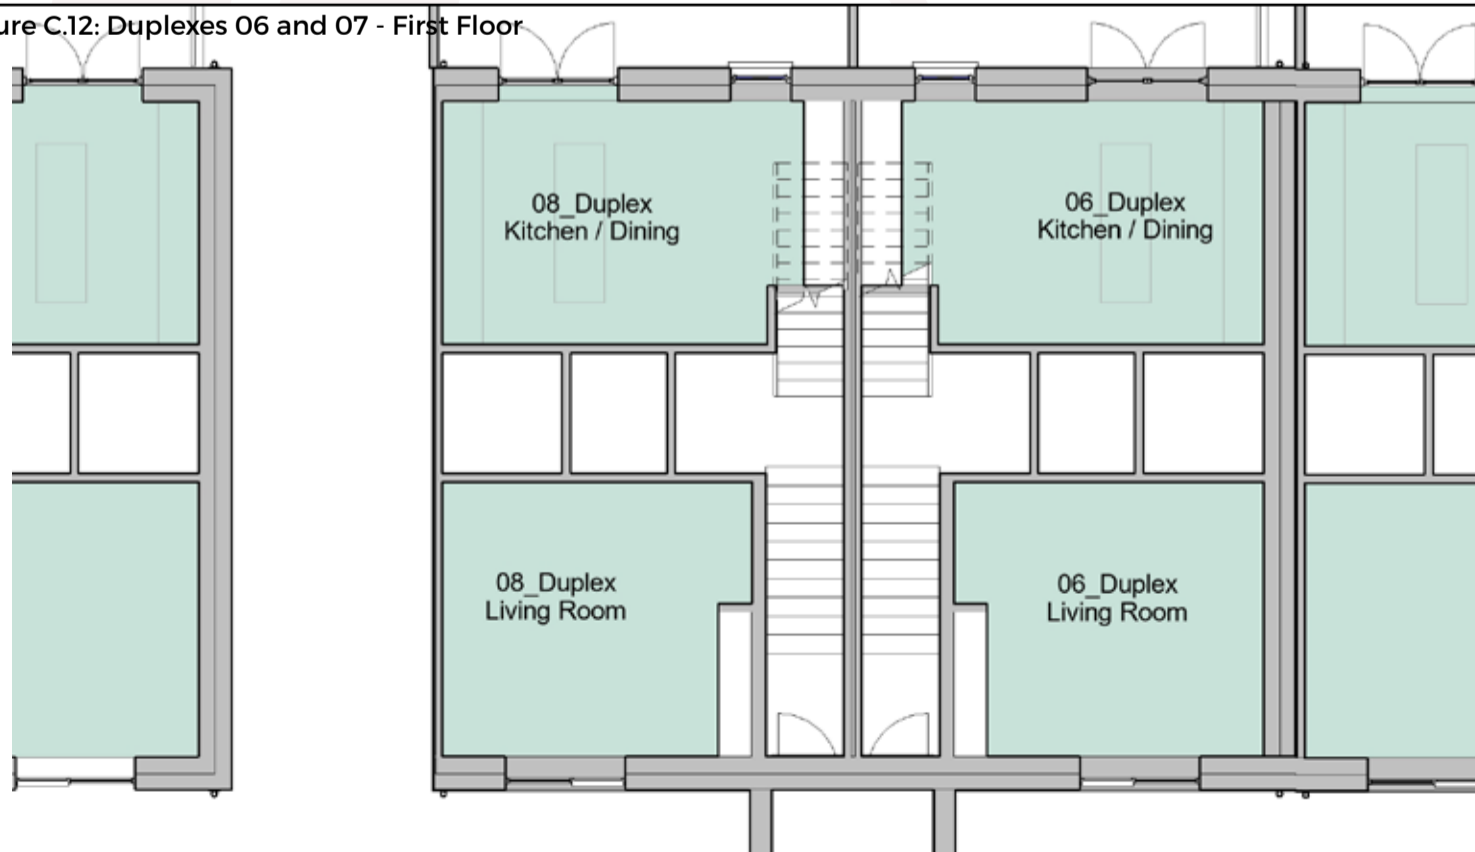 ure C.12: Duplexes 06 and 07 - First Floor
08_Duplex
Kitchen / Dining
06_Duplex
Kitchen / Dining
08_Duplex
Living Room
06_Duplex
Living Room